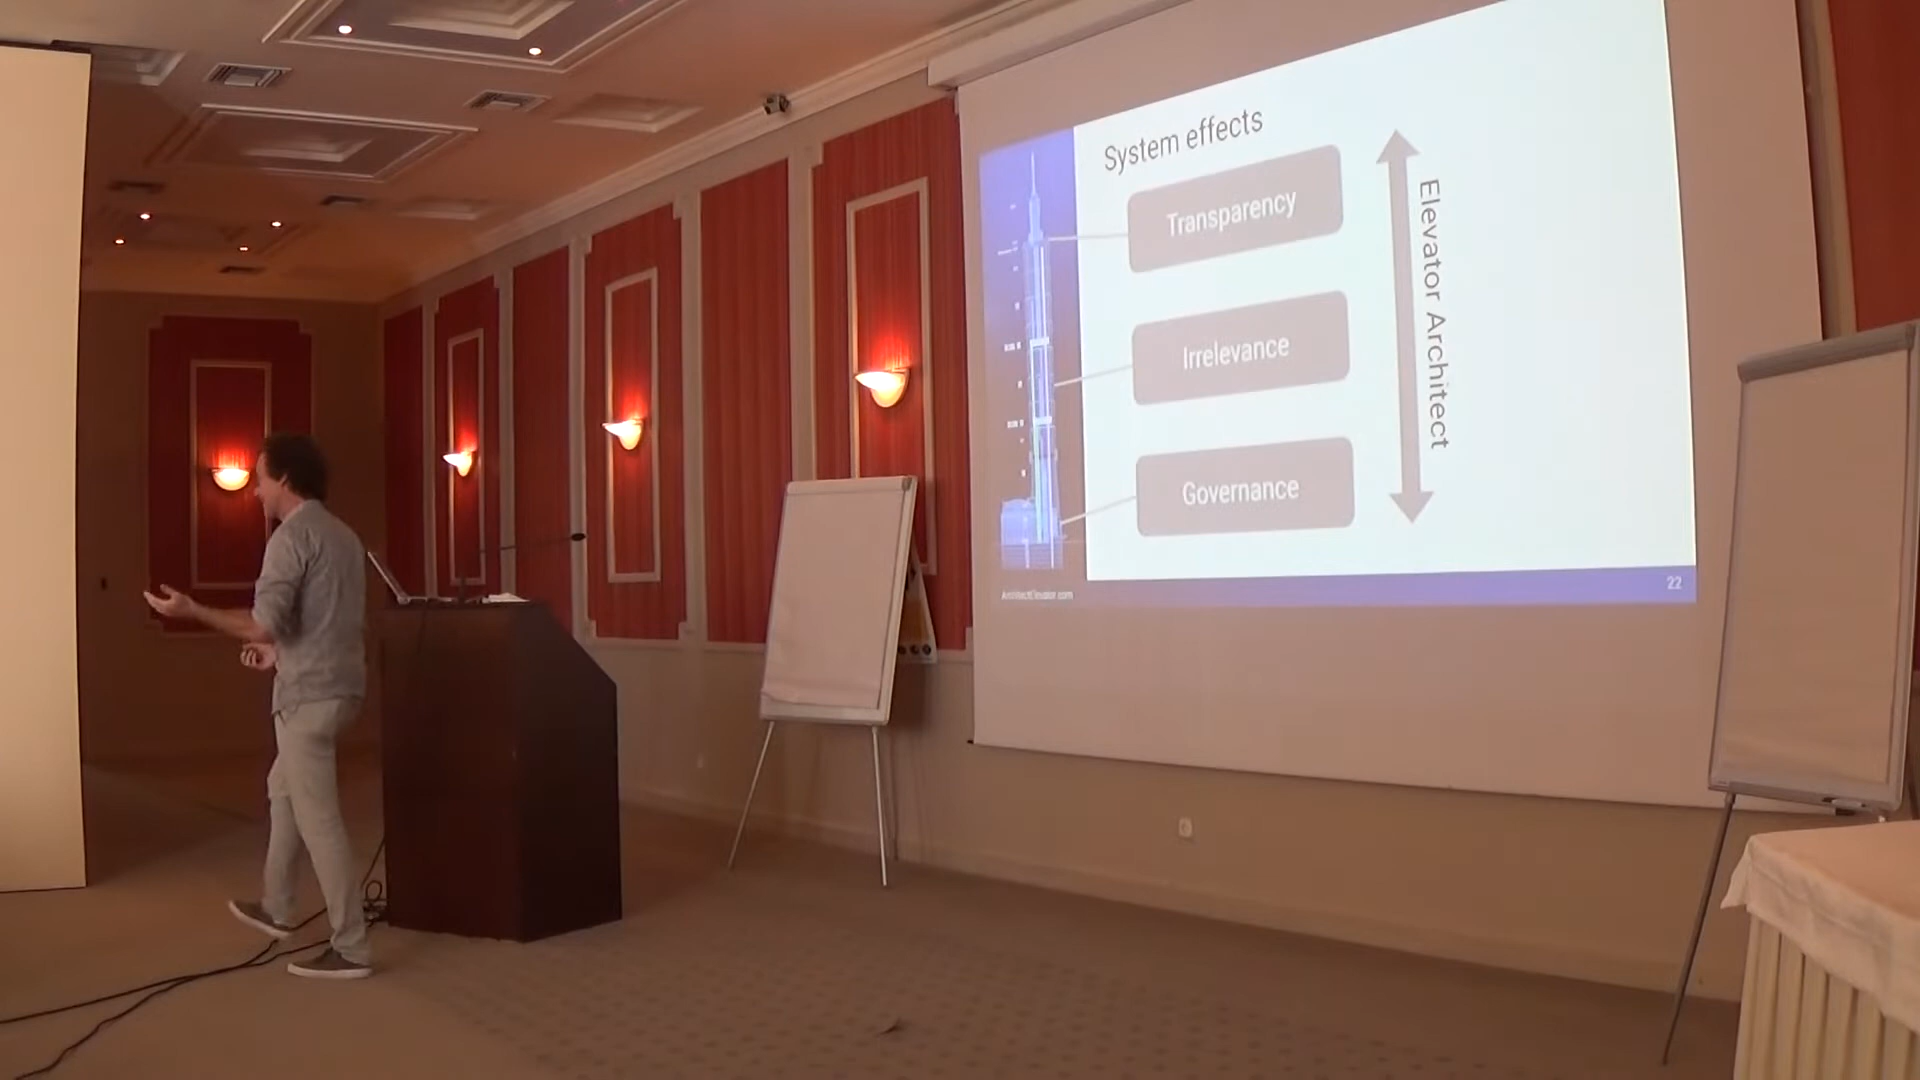 System effects
Transparency
Irrelevance
Governance
Elevator Architect
ArchitectElevator.com
22